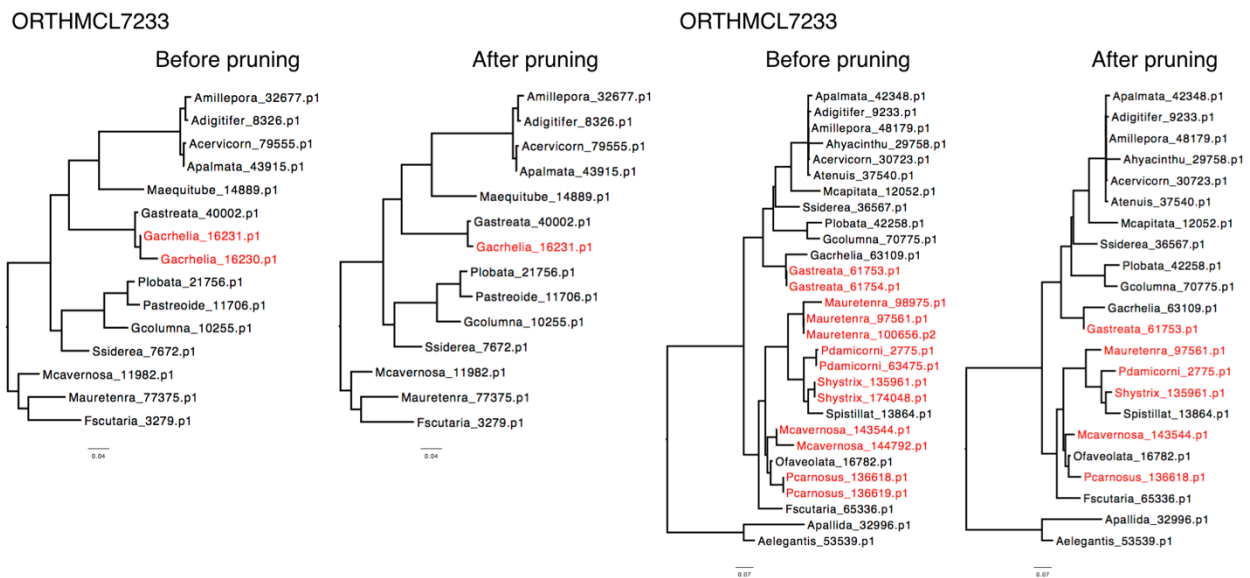 ORTHMCL7233
Before pruning
Amillepora_32677.p1
Adigitifer_8326.p1
Acervicorn_79555.p1
Apalmata_43915.p1
Maequitube_14889.p1
Gastreata_40002.p1
Gacrhelia_16231.p1
Gacrhelia_16230.p1
Plobata_21756.p1
Pastreoide_11706.p1
Gcolumna_10255.p1
Ssiderea_7672.p1
Mcavernosa_11982.p1
Mauretenra_77375.p1
Fscutaria_3279.p1
0.04
After pruning
Amillepora_32677.p1
Adigitifer_8326.p1
Acervicorn_79555.p1
Apalmata_43915.p1
Maequitube_14889.p1
Gastreata_40002.p1
Gacrhelia_16231.p1
Plobata_21756.p1
Pastreoide_11706.p1
Gcolumna_10255.p1
Ssiderea_7672.p1
Mcavernosa_11982.p1
Mauretenra_77375.p1
Fscutaria_3279.p1
0.04
ORTHMCL7233
Before pruning
Apalmata_42348.p1
Adigitifer_9233.p1
Amillepora_48179.p1
Ahyacinthu_29758.p1
Acervicorn_30723.p1
Atenuis_37540.p1
Mcapitata_12052.p1
Ssiderea_36567.p1
Plobata_42258.p1
Gcolumna_70775.p1
Gacrhelia_63109.p1
Gastreata_61753.p1
Gastreata_61754.p1
Mauretenra_98975.p1
Mauretenra_97561.p1
Mauretenra_100656.p2
Pdamicorni_2775.p1
Pdamicorni_63475.p1
Shystrix_135961.p1
Shystrix_174048.p1
Spistillat_13864.p1
Mcavernosa_143544.p1
Mcavernosa_144792.p1
Ofaveolata_16782.p1
Pcarnosus_136618.p1
Pcarnosus_136619.p1
Fscutaria_65336.p1
Apallida_32996.p1
Aelegantis_53539.p1
0.07
After pruning
Apalmata_42348.p1
Adigitifer_9233.p1
Amillepora_48179.p1
Ahyacinthu_29758.p1
Acervicorn_30723.p1
Atenuis_37540.p1
Mcapitata_12052.p1
Ssiderea_36567.p1
Plobata_42258.p1
Gcolumna_70775.p1
Gacrhelia_63109.p1
Gastreata_61753.p1
Mauretenra_97561.p1
Pdamicorni_2775.p1
Shystrix_135961.p1
Spistillat_13864.p1
Mcavernosa_143544.p1
Ofaveolata_16782.p1
Pcarnosus_136618.p1
Fscutaria_65336.p1
Apallida_32996.p1
Aelegantis_53539.p1
0.07